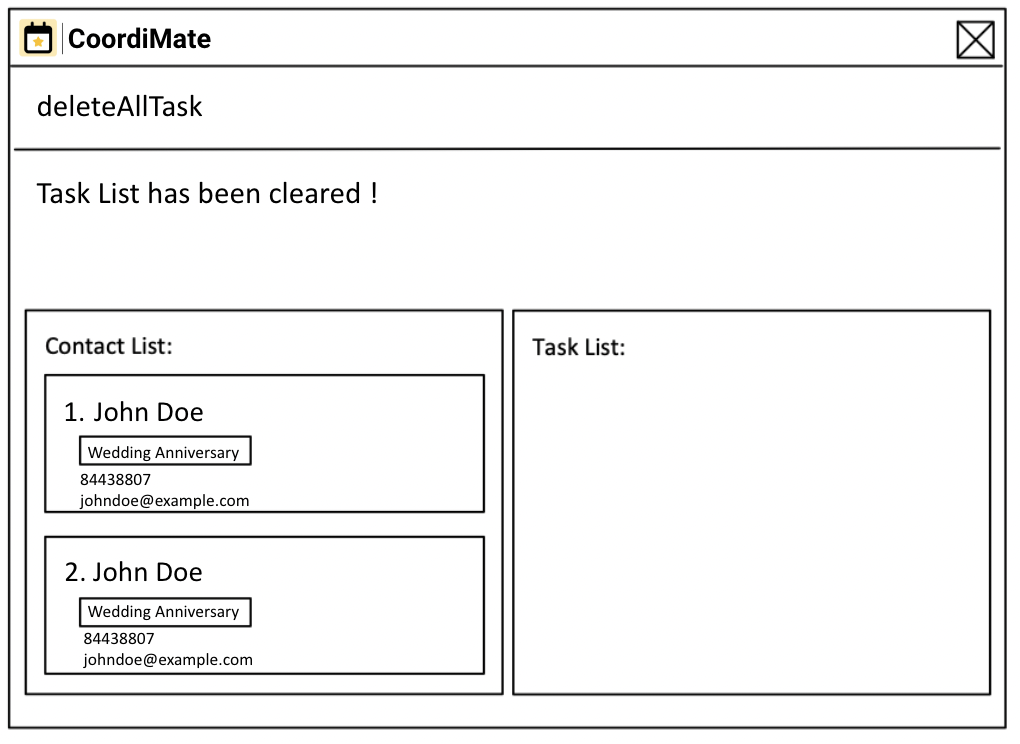 CoordiMate
deleteAllTask
Task List has been cleared !
Contact List:
1. John Doe
Wedding Anniversary
84438807
johndoe@example.com
2. John Doe
Wedding Anniversary
84438807
johndoe@example.com
Task List: